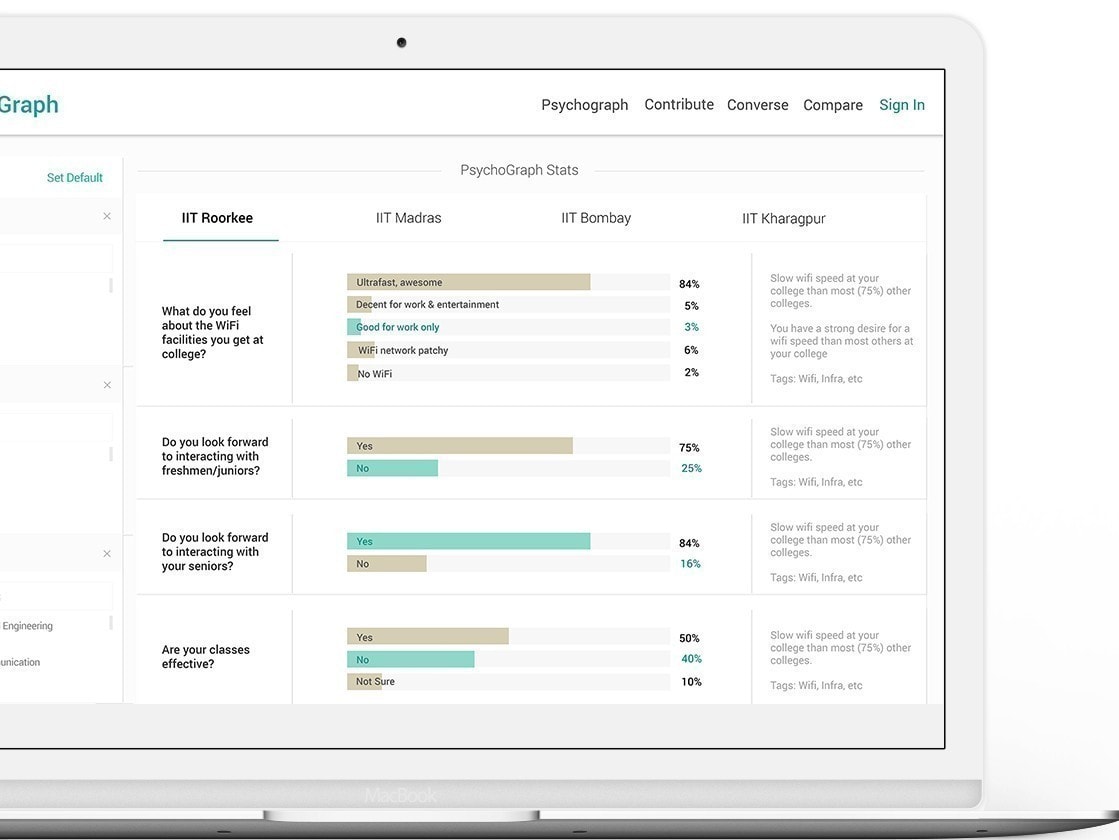 Graph
Psychograph Contribute Converse Compare Sign In
Set Default
PsychoGraph Stats
IIT Roorkee IIT Madras IIT Bombay IIT Kharagpur
What do you feel
about the WiFi
facilities you get at
college?
Ultrafast, awesome 84%
Decent for work & entertainment 5%
Good for work only 3%
WiFi network patchy 6%
No WiFi 2%
Slow wifi speed at your
college than most (75%) other
colleges.
You have a strong desire for a
wifi speed than most others at
your college
Tags: Wifi, Infra, etc
Do you look forward
to interacting with
freshmen/juniors?
Yes 75%
No 25%
Slow wifi speed at your
college than most (75%) other
colleges.
Tags: Wifi, Infra, etc
Do you look forward
to interacting with
your seniors?
Yes 84%
No 16%
Slow wifi speed at your
college than most (75%) other
colleges.
Tags: Wifi, Infra, etc
Engineering
unication
Are your classes
effective?
Yes 50%
No 40%
Not Sure 10%
Slow wifi speed at your
college than most (75%) other
colleges.
Tags: Wifi, Infra, etc
MacBook